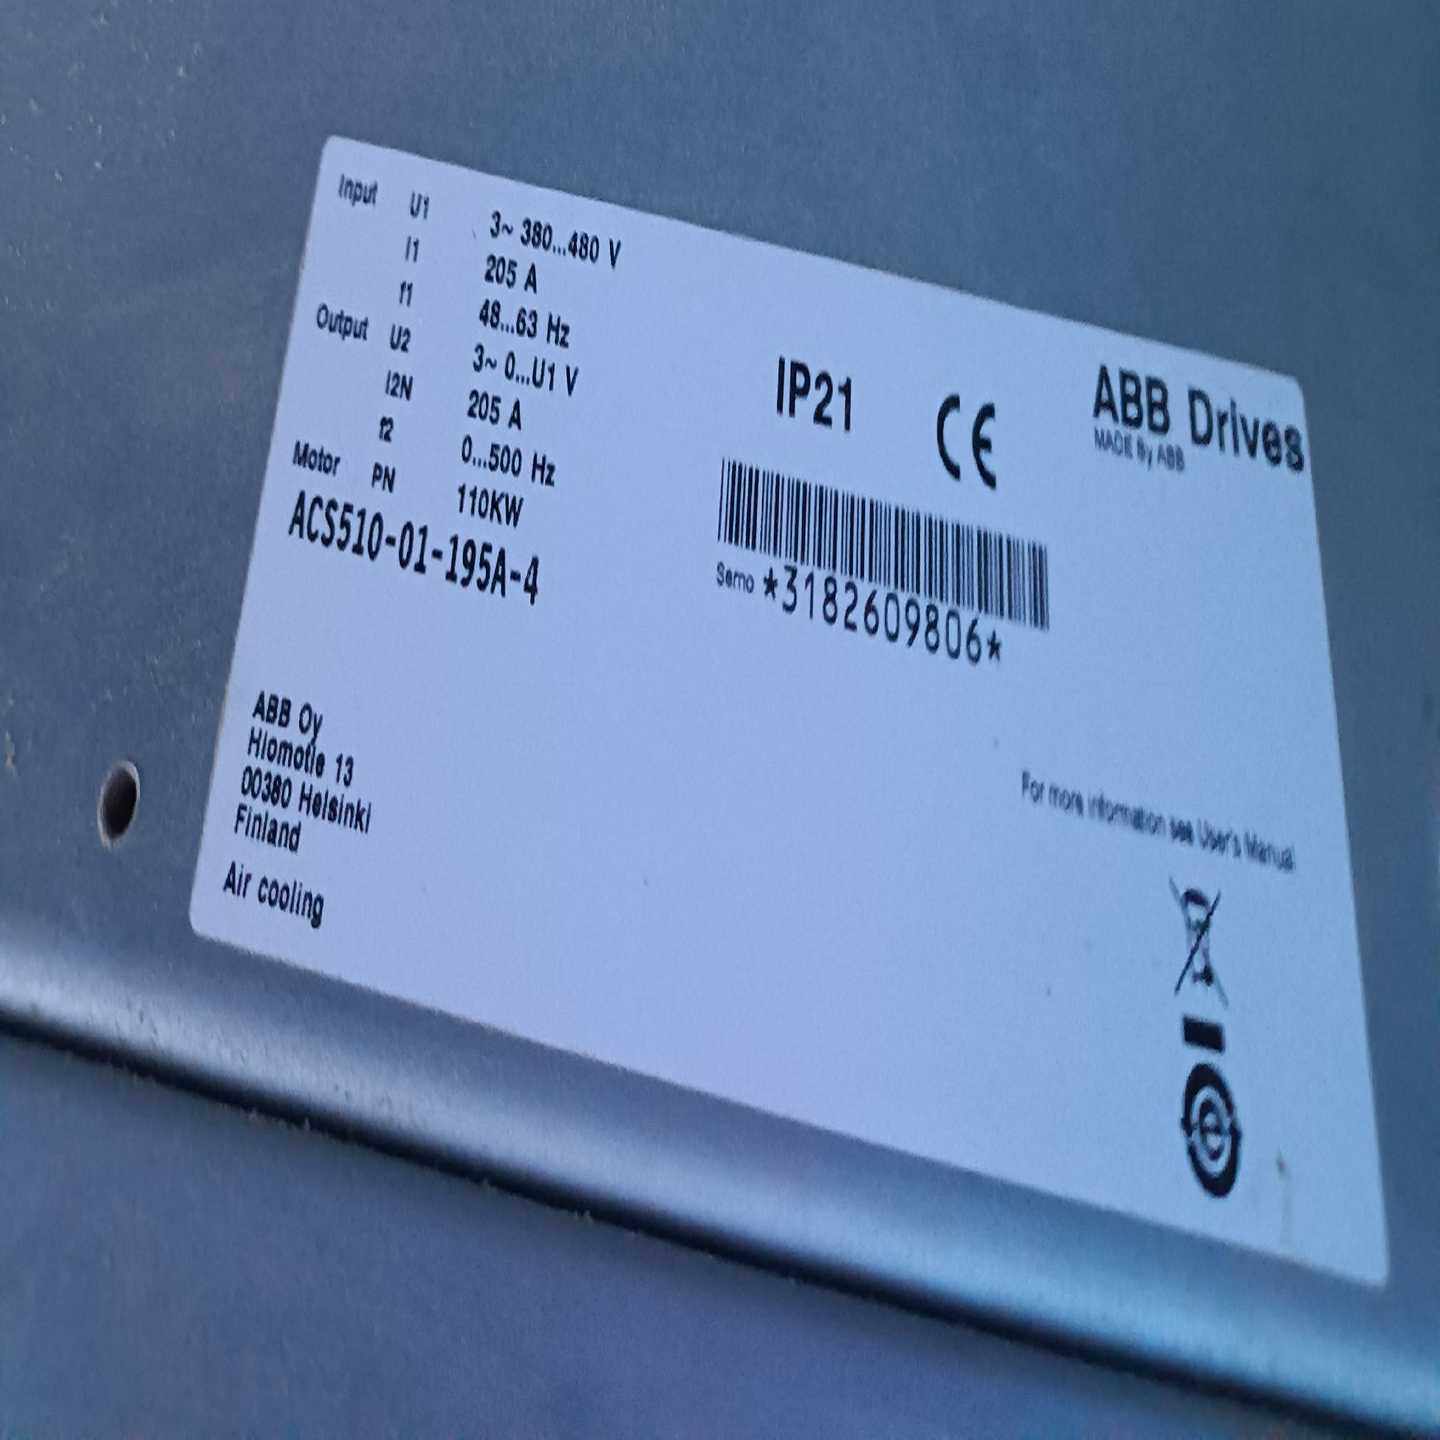 Input U1 3~ 380...480 V
I1 205 A
f1 48...63 Hz
Output U2 3~ 0...U1 V
I2N 205 A
f2 0...500 Hz
Motor PN 110KW
ACS510-01-195A-4
IP21
CE
ABB Drives
MADE By ABB
Serno *3182609806*
ABB Oy
Hiomotie 13
00380 Helsinki
Finland
Air cooling
For more information see User's Manual
e